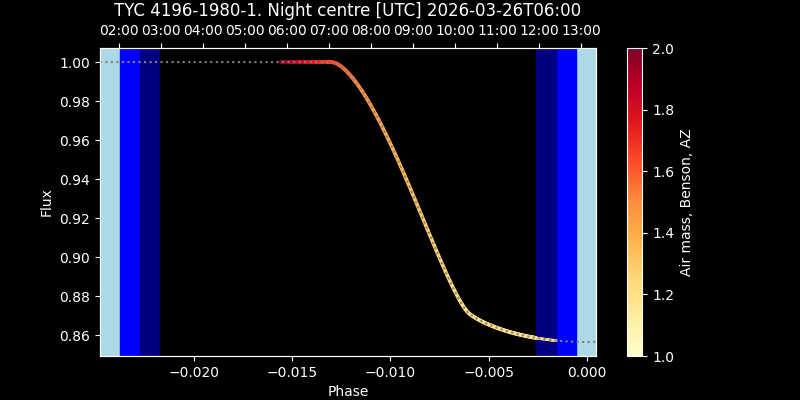 TYC 4196-1980-1. Night centre [UTC] 2026-03-26T06:00
02:00 03:00 04:00 05:00 06:00 07:00 08:00 09:00 10:00 11:00 12:00 13:00
1.00
0.98
0.96
0.94
0.92
0.90
0.88
0.86
Flux
−0.020 −0.015 −0.010 −0.005 0.000
Phase
2.0
1.8
1.6
1.4
1.2
1.0
Air mass, Benson, AZ